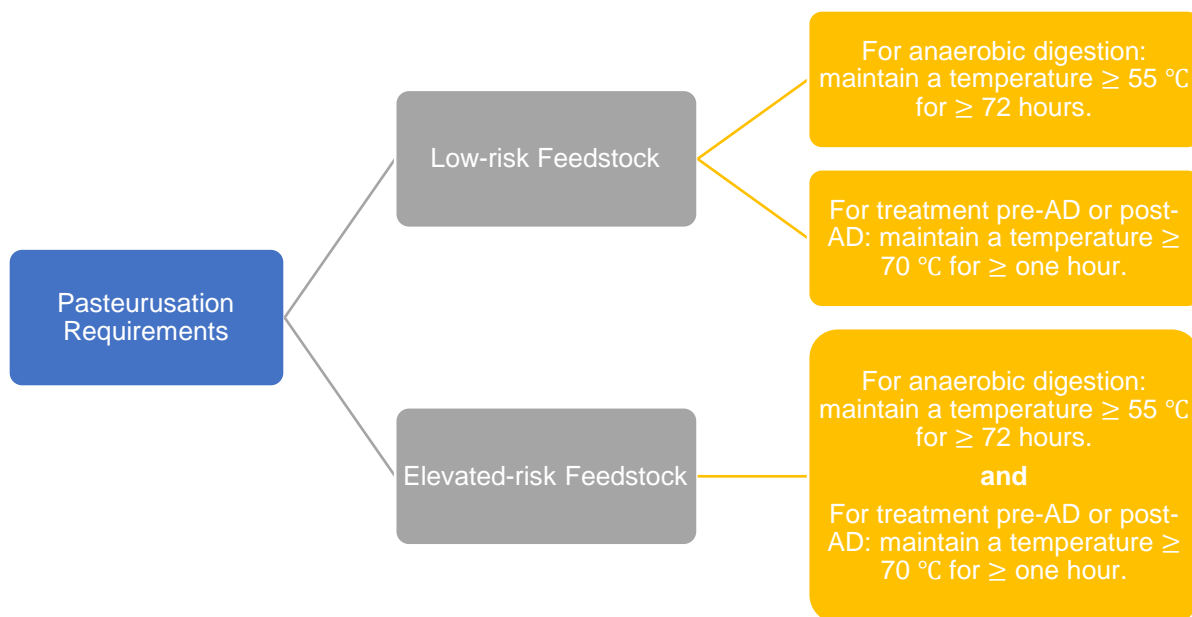 For anaerobic digestion:
maintain a temperature ≥ 55 ℃
for ≥ 72 hours.
Low-risk Feedstock
For treatment pre-AD or post-
AD: maintain a temperature ≥
70 ℃ for ≥ one hour.
Pasteurusation
Requirements
For anaerobic digestion:
maintain a temperature ≥ 55 ℃
for ≥ 72 hours.
Elevated-risk Feedstock
and
For treatment pre-AD or post-
AD: maintain a temperature ≥
70 ℃ for ≥ one hour.